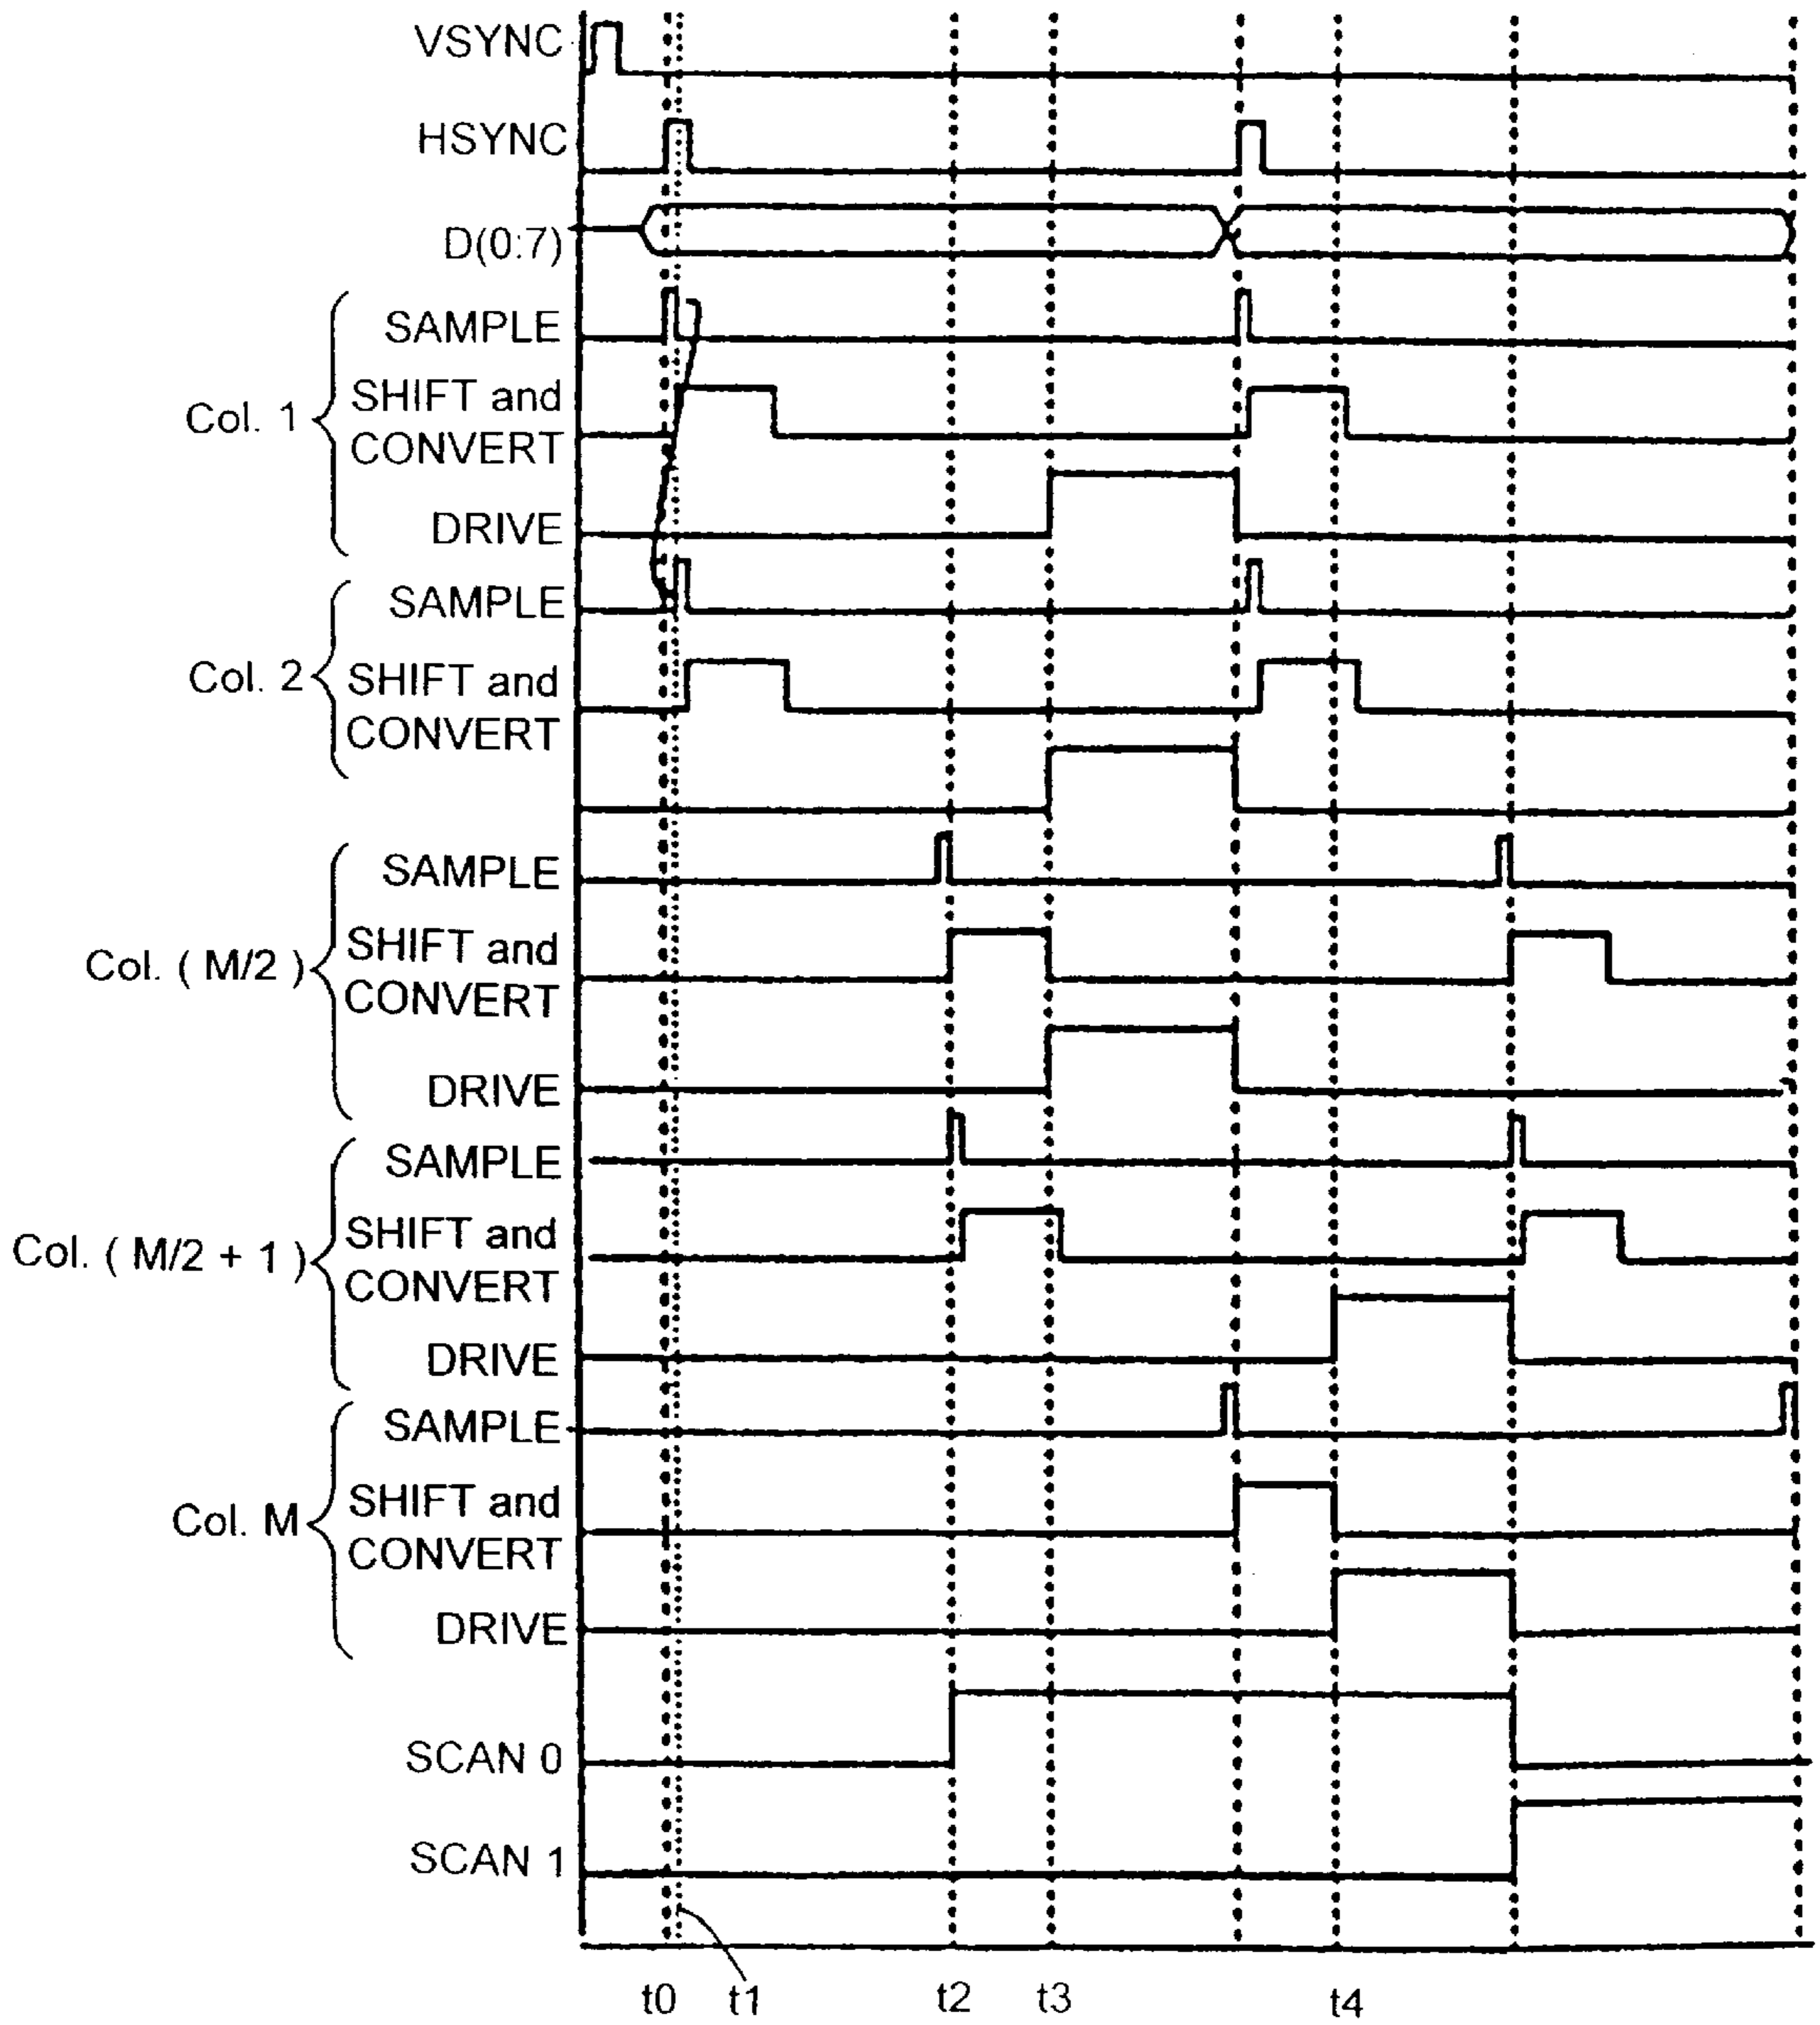 VSYNC
HSYNC
D(0:7)
SAMPLE
Col. 1
SHIFT and
CONVERT
DRIVE
SAMPLE
Col. 2
SHIFT and
CONVERT
SAMPLE
Col. ( M/2 )
SHIFT and
CONVERT
DRIVE
SAMPLE
Col. ( M/2 + 1 )
SHIFT and
CONVERT
DRIVE
SAMPLE
Col. M
SHIFT and
CONVERT
DRIVE
SCAN 0
SCAN 1
t0 t1 t2 t3 t4